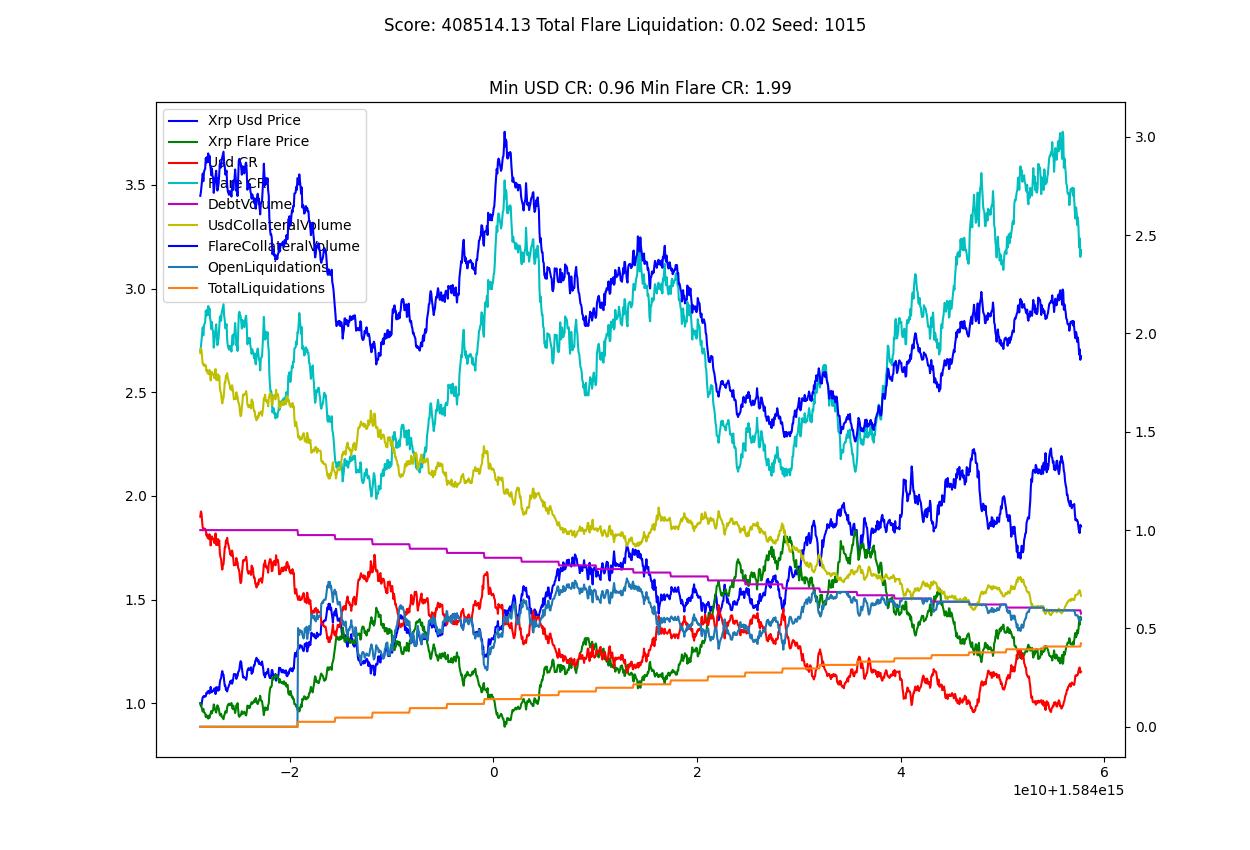 Score: 408514.13 Total Flare Liquidation: 0.02 Seed: 1015
Min USD CR: 0.96 Min Flare CR: 1.99
Xrp Usd Price
Xrp Flare Price
Usd CR
Flare CR
DebtVolume
UsdCollateralVolume
FlareCollateralVolume
OpenLiquidations
TotalLiquidations
3.5
3.0
2.5
2.0
1.5
1.0
3.0
2.5
2.0
1.5
1.0
0.5
0.0
−2
0
2
4
6
1e10+1.584e15